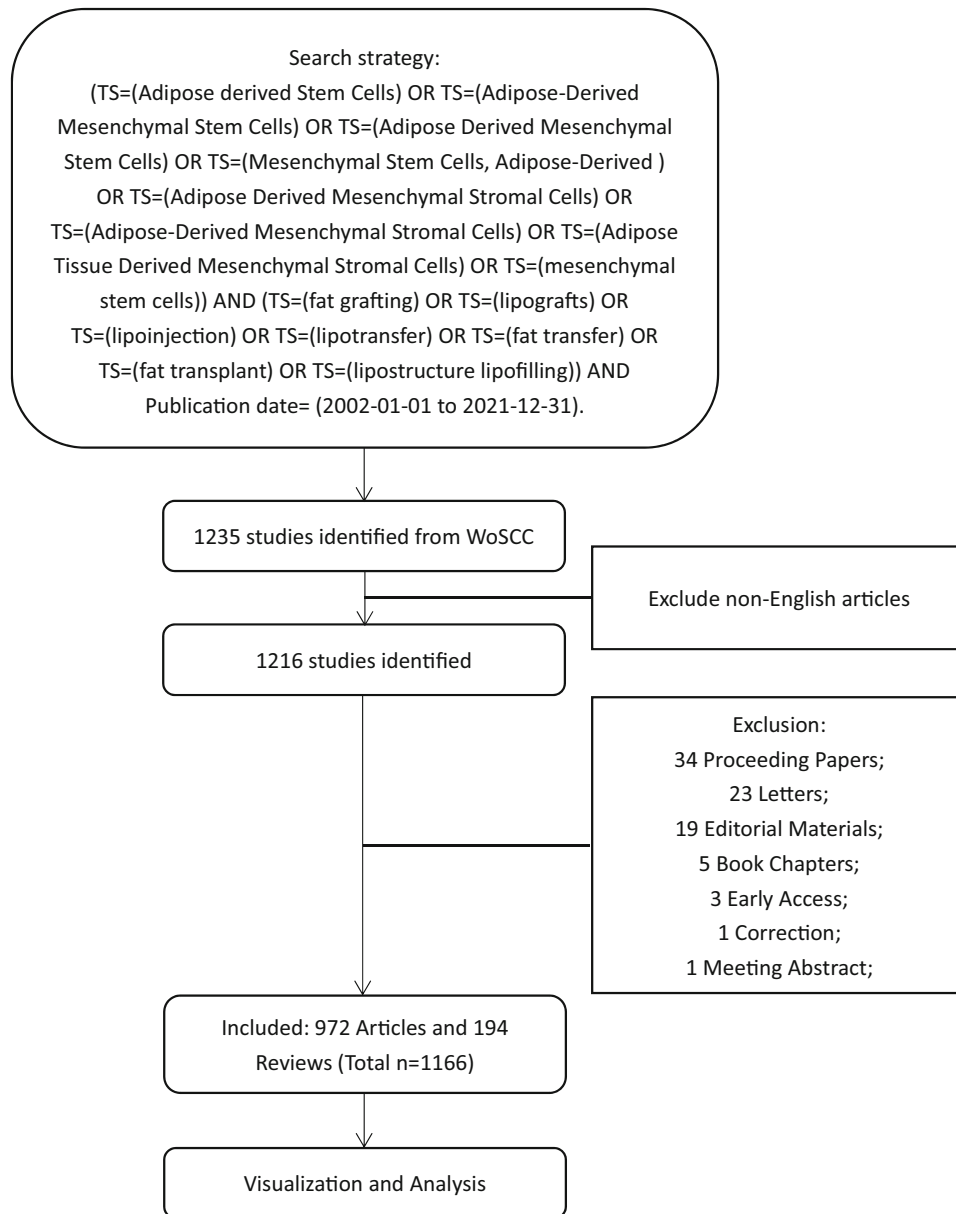 Search strategy:
(TS=(Adipose derived Stem Cells) OR TS=(Adipose-Derived
Mesenchymal Stem Cells) OR TS=(Adipose Derived Mesenchymal
Stem Cells) OR TS=(Mesenchymal Stem Cells, Adipose-Derived )
OR TS=(Adipose Derived Mesenchymal Stromal Cells) OR
TS=(Adipose-Derived Mesenchymal Stromal Cells) OR TS=(Adipose
Tissue Derived Mesenchymal Stromal Cells) OR TS=(mesenchymal
stem cells)) AND (TS=(fat grafting) OR TS=(lipografts) OR
TS=(lipoinjection) OR TS=(lipotransfer) OR TS=(fat transfer) OR
TS=(fat transplant) OR TS=(lipostructure lipofilling)) AND
Publication date= (2002-01-01 to 2021-12-31).
1235 studies identified from WoSCC
Exclude non-English articles
1216 studies identified
Exclusion:
34 Proceeding Papers;
23 Letters;
19 Editorial Materials;
5 Book Chapters;
3 Early Access;
1 Correction;
1 Meeting Abstract;
Included: 972 Articles and 194
Reviews (Total n=1166)
Visualization and Analysis